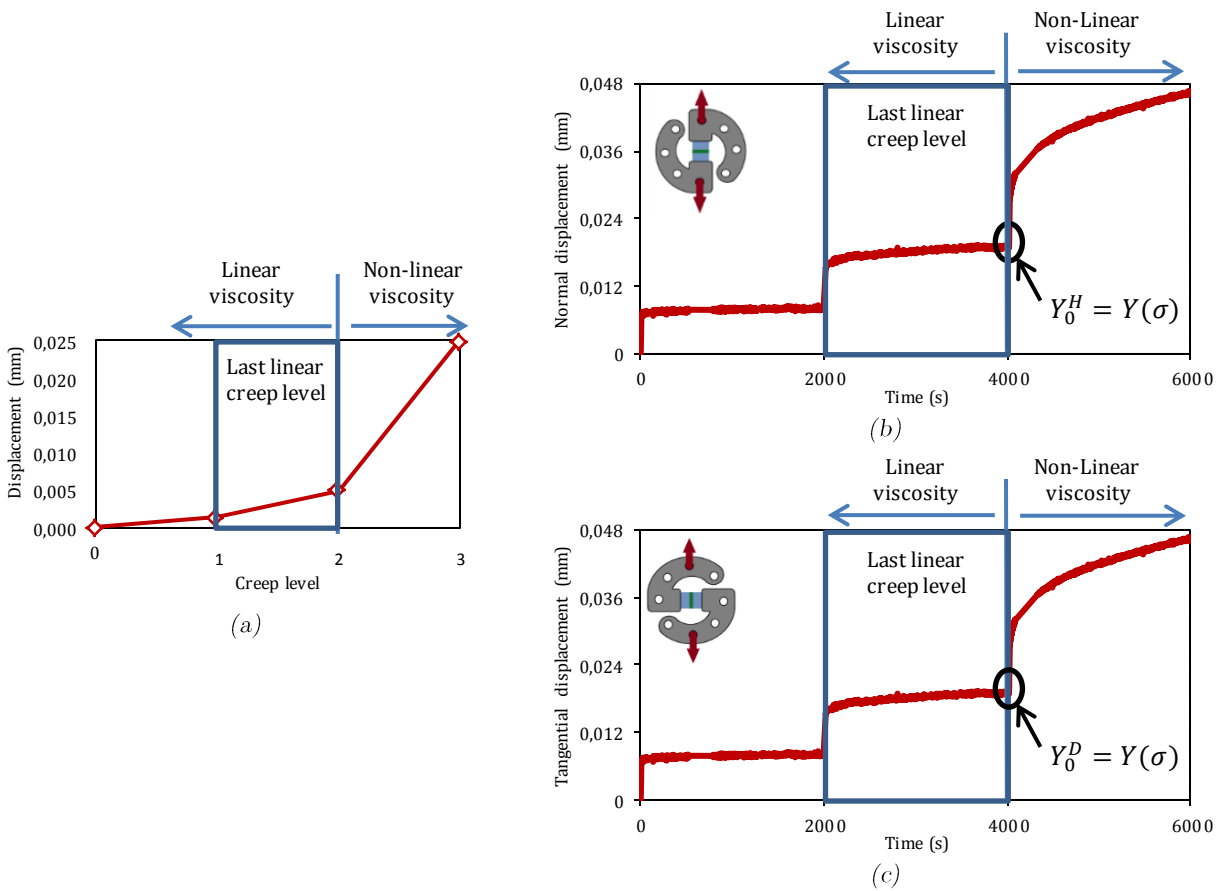 Linear
viscosity
Non-linear
viscosity
Displacement (mm)
0,025
0,020
0,015
0,010
0,005
0,000
Last linear
creep level
0 1 2 3
Creep level
(a)
Linear
viscosity
Non-Linear
viscosity
Normal displacement (mm)
0,048
0,036
0,024
0,012
0
Last linear
creep level
Y₀ᴴ = Y(σ)
0 2000 4000 6000
Time (s)
(b)
Linear
viscosity
Non-Linear
viscosity
Tangential displacement (mm)
0,048
0,036
0,024
0,012
0
Last linear
creep level
Y₀ᴰ = Y(σ)
0 2000 4000 6000
Time (s)
(c)